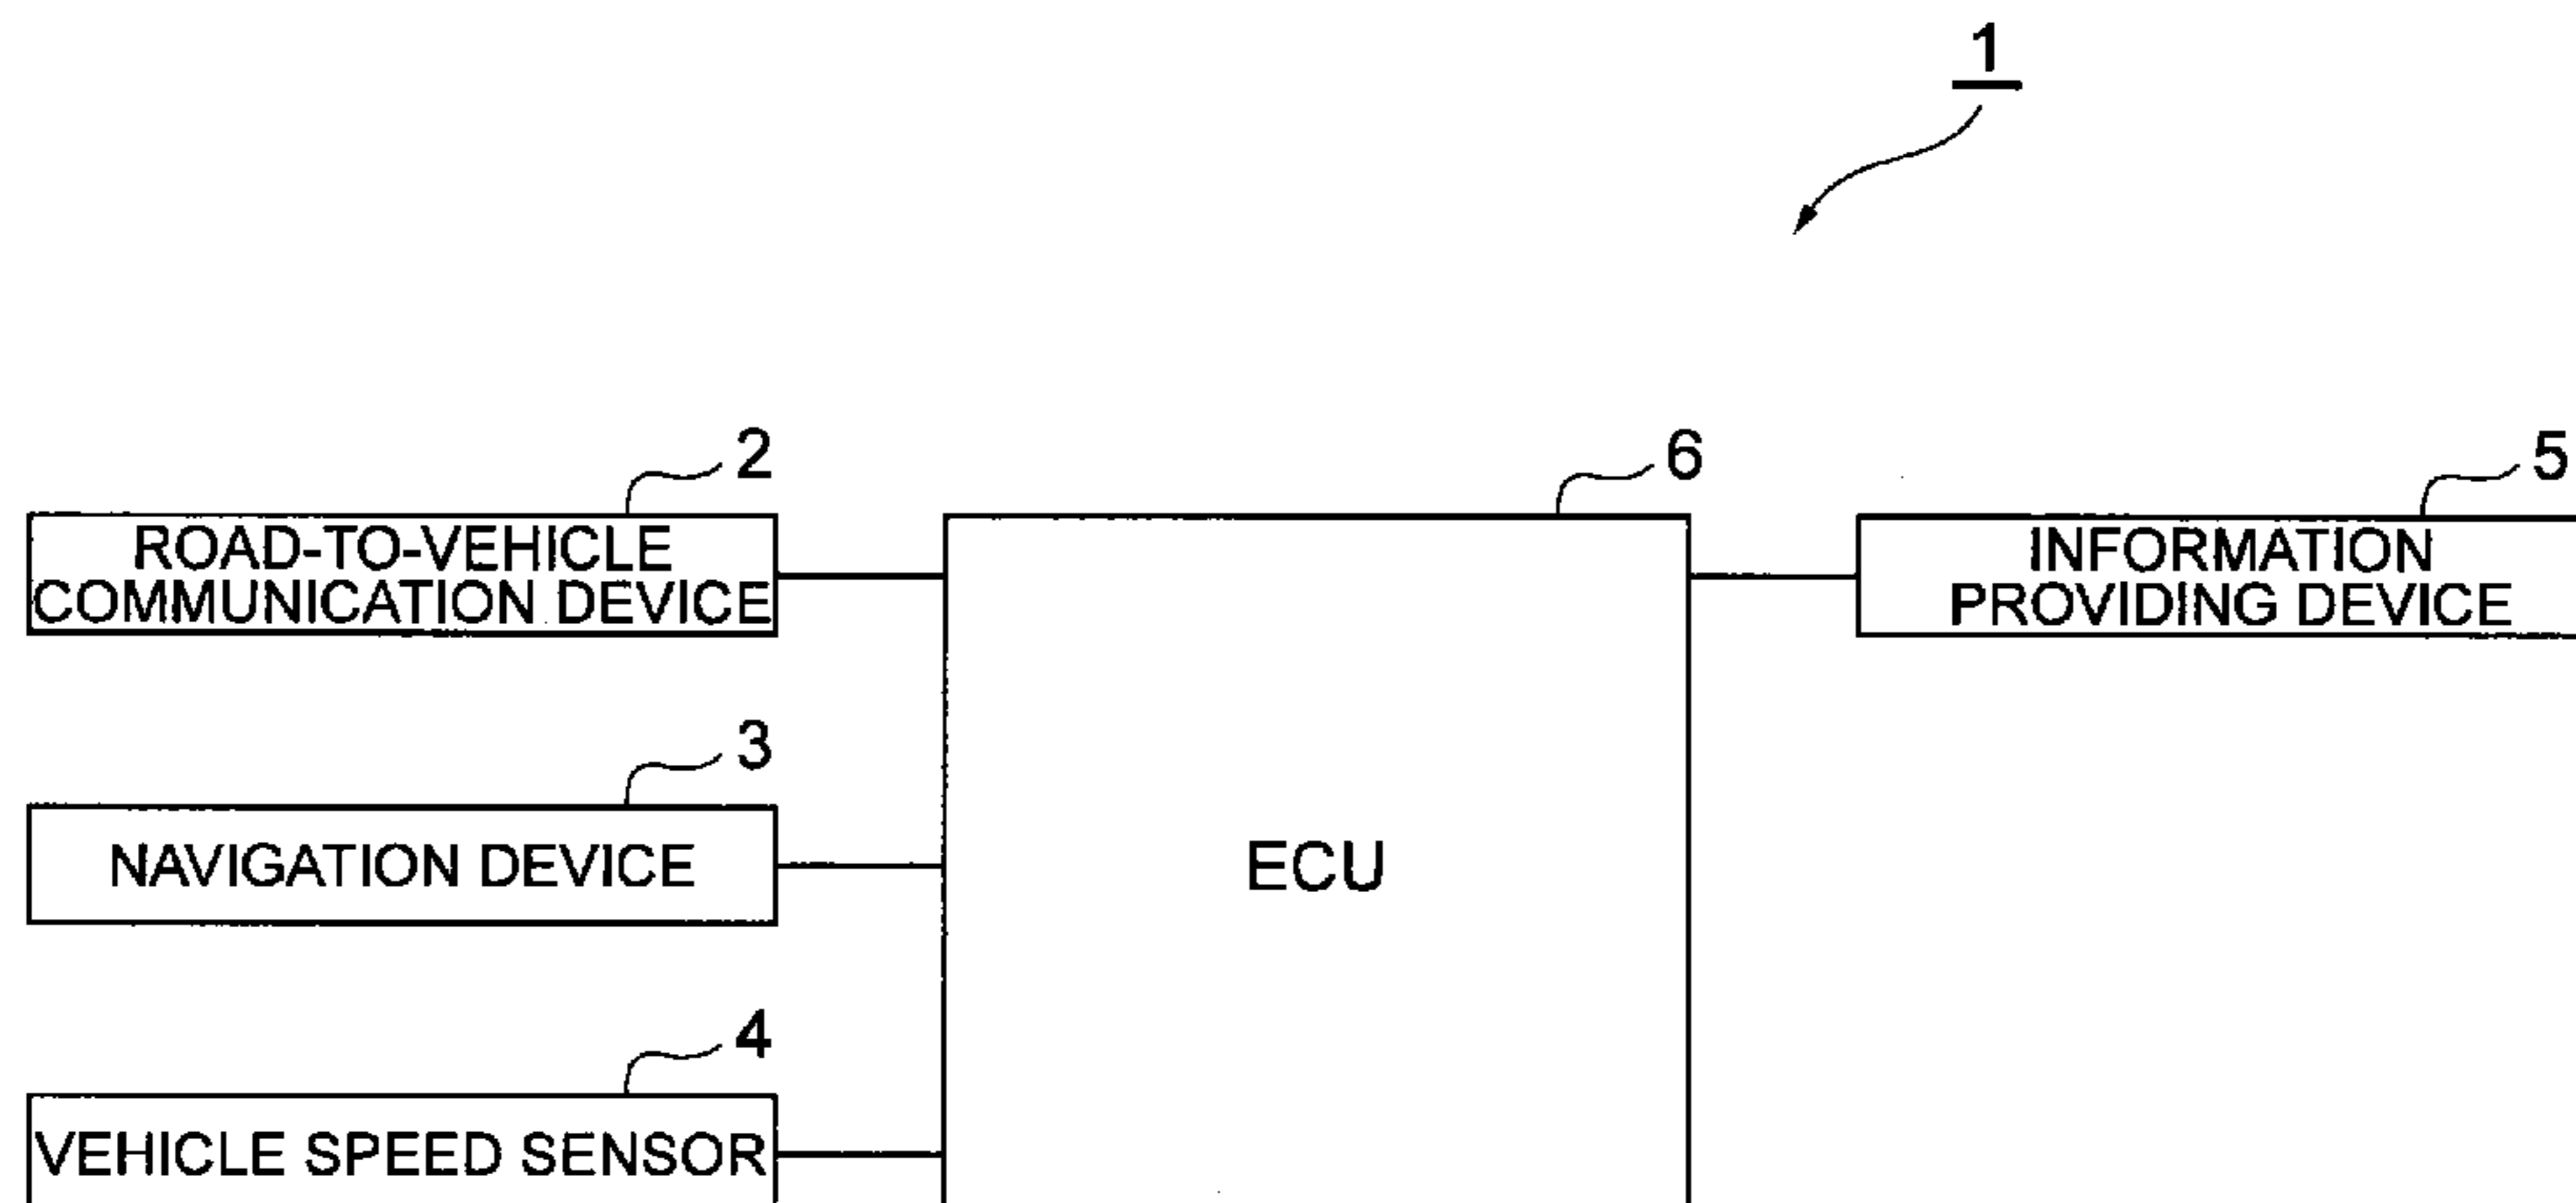 1
2
ROAD-TO-VEHICLE
COMMUNICATION DEVICE
6
ECU
5
INFORMATION
PROVIDING DEVICE
3
NAVIGATION DEVICE
4
VEHICLE SPEED SENSOR